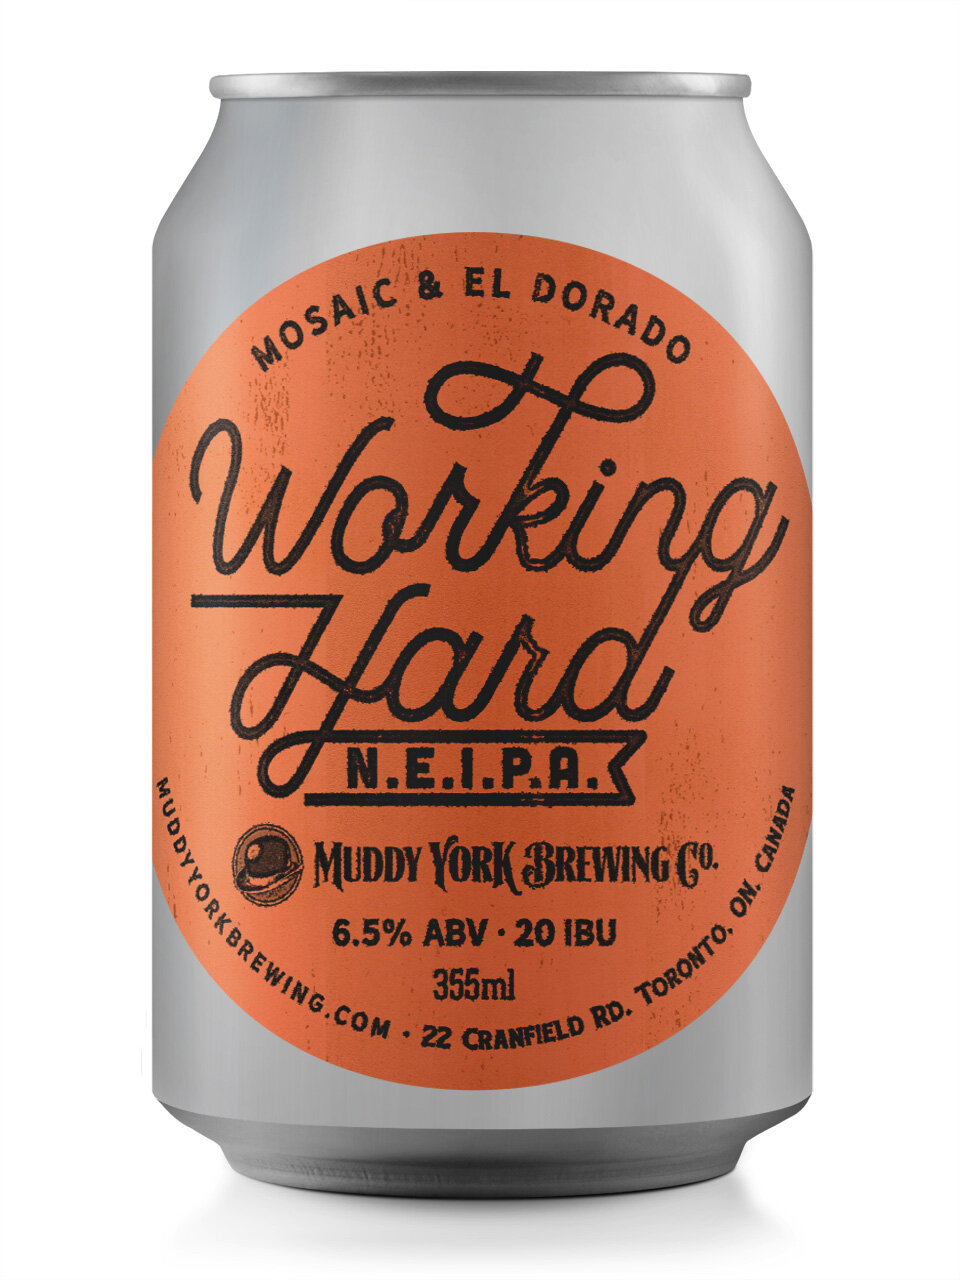 MOSAIC & EL DORADO
Working
Hard
N.E.I.P.A.
MUDDY YORK BREWING CO.
6.5% ABV · 20 IBU
355ml
MUDDYYORKBREWING.COM · 22 CRANFIELD RD. TORONTO, ON, CANADA